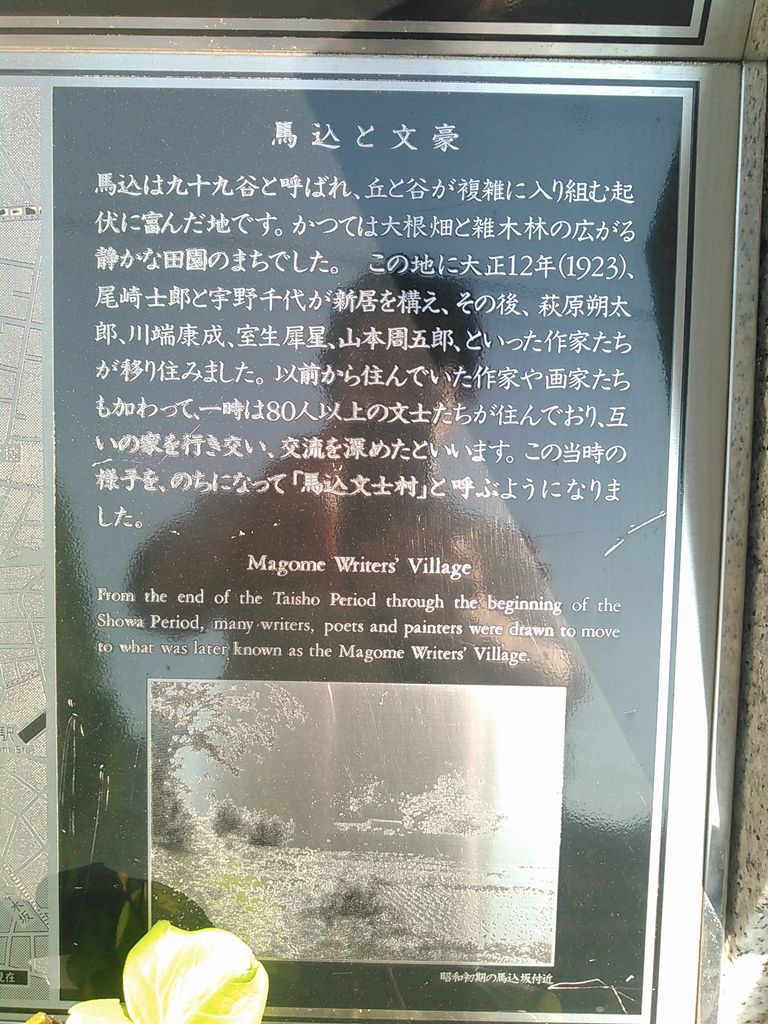 馬込と文豪
馬込は九十九谷と呼ばれ、丘と谷が複雑に入り組む起
伏に富んだ地です。かつては大根畑と雑木林の広がる
静かな田園のまちでした。 この地に大正12年(1923)、
尾崎士郎と宇野千代が新居を構え、その後、萩原朔太
郎、川端康成、室生犀星、山本周五郎、といった作家たち
が移り住みました。以前から住んでいた作家や画家たち
も加わって、一時は80人以上の文士たちが住んでおり、互
いの家を行き交い、交流を深めたといいます。この当時の
様子を、のちになって「馬込文士村」と呼ぶようになりま
した。
Magome Writers' Village
From the end of the Taisho Period through the beginning of the
Showa Period, many writers, poets and painters were drawn to move
to what was later known as the Magome Writers' Village.
昭和初期の馬込坂付近
駅
現在